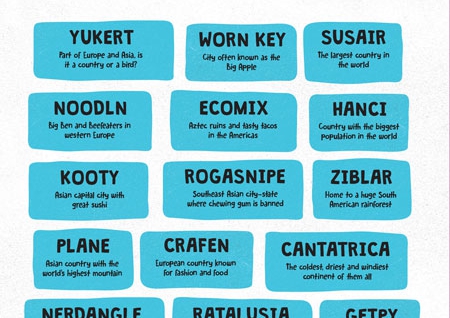 YUKERT
Part of Europe and Asia, is
it a country or a bird?
WORN KEY
City often known as the
Big Apple
SUSAIR
The largest country in
the world
NOODLN
Big Ben and Beefeaters in
western Europe
ECOMIX
Aztec ruins and tasty tacos
in the Americas
HANCI
Country with the biggest
population in the world
KOOTY
Asian capital city with
great sushi
ROGASNIPE
Southeast Asian city-state
where chewing gum is banned
ZIBLAR
Home to a huge South
American rainforest
PLANE
Asian country with the
world's highest mountain
CRAFEN
European country known
for fashion and food
CANTATRICA
The coldest, driest and windiest
continent of them all
NERDANGLE
RATALUSIA
GETPY